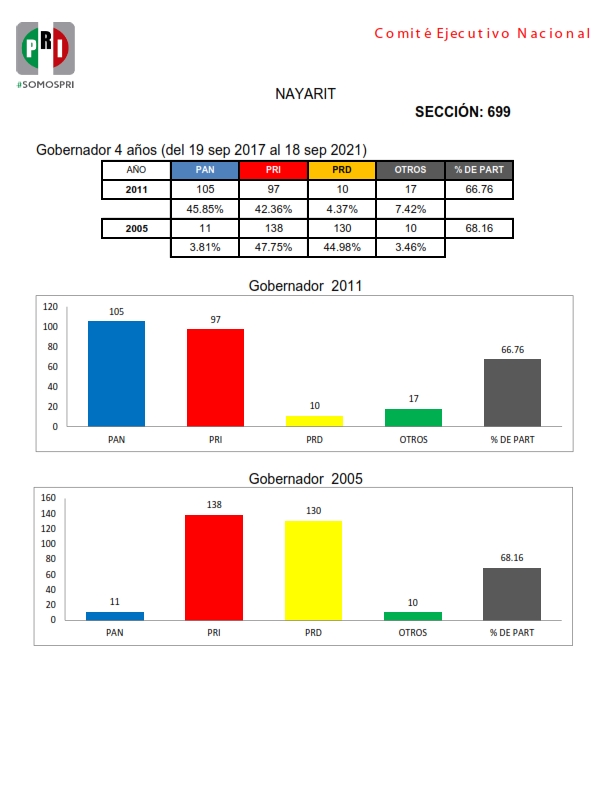 PRI
#SOMOSPRI
Comité Ejecutivo Nacional
NAYARIT
SECCIÓN: 699
Gobernador 4 años (del 19 sep 2017 al 18 sep 2021)
AÑO PAN PRI PRD OTROS % DE PART
2011 105 97 10 17 66.76
45.85% 42.36% 4.37% 7.42%
2005 11 138 130 10 68.16
3.81% 47.75% 44.98% 3.46%
Gobernador 2011
120
100
80
60
40
20
0
105
97
10
17
66.76
PAN PRI PRD OTROS % DE PART
Gobernador 2005
160
140
120
100
80
60
40
20
0
11
138
130
10
68.16
PAN PRI PRD OTROS % DE PART